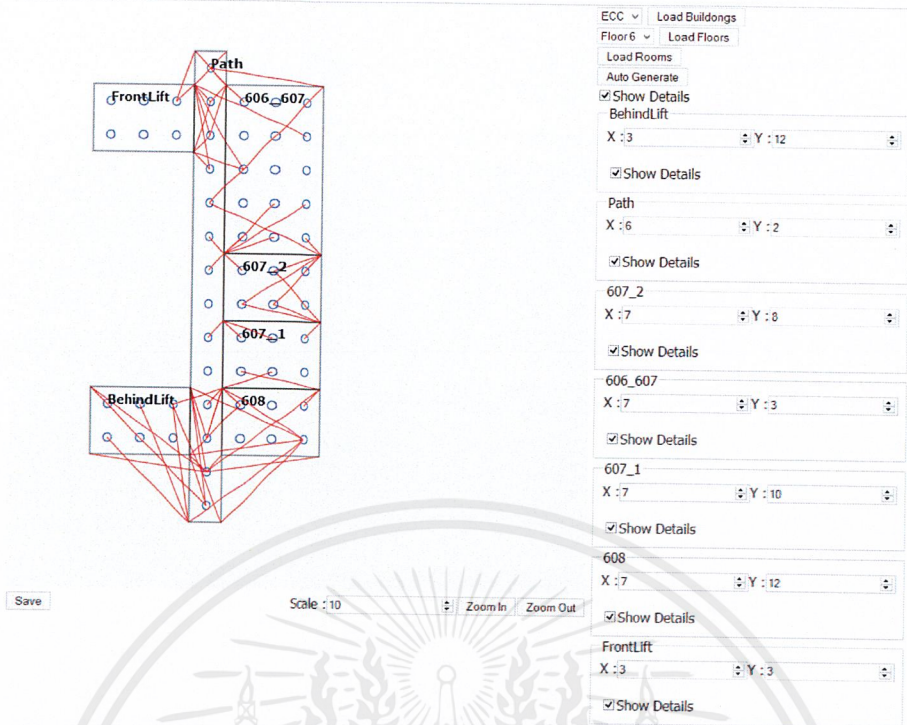 ECC Load Buildongs
Floor6 Load Floors
Load Rooms
Auto Generate
Show Details
BehindLift
X : 3 Y : 12
Show Details
Path
X : 6 Y : 2
Show Details
607_2
X : 7 Y : 8
Show Details
606_607
X : 7 Y : 3
Show Details
607_1
X : 7 Y : 10
Show Details
608
X : 7 Y : 12
Show Details
FrontLift
X : 3 Y : 3
Show Details
Path
FrontLift
606_607
607_2
607_1
BehindLift
608
Save
Scale : 10 Zoom In Zoom Out